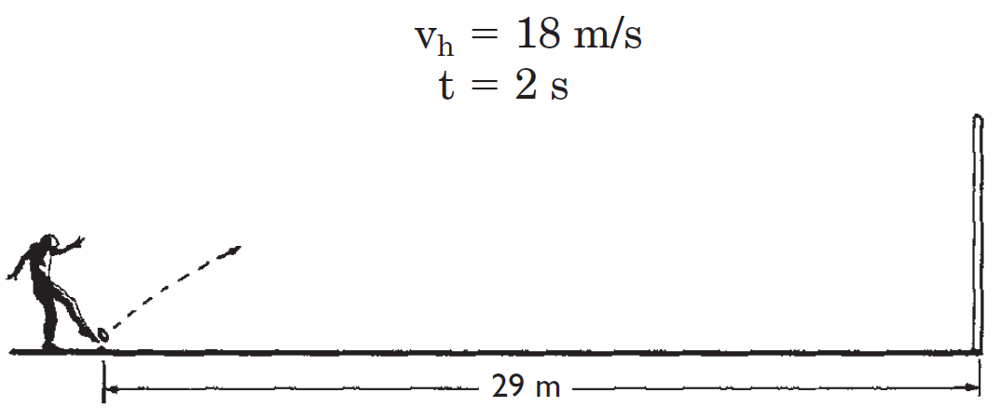 vₕ = 18 m/s
t = 2 s
29 m